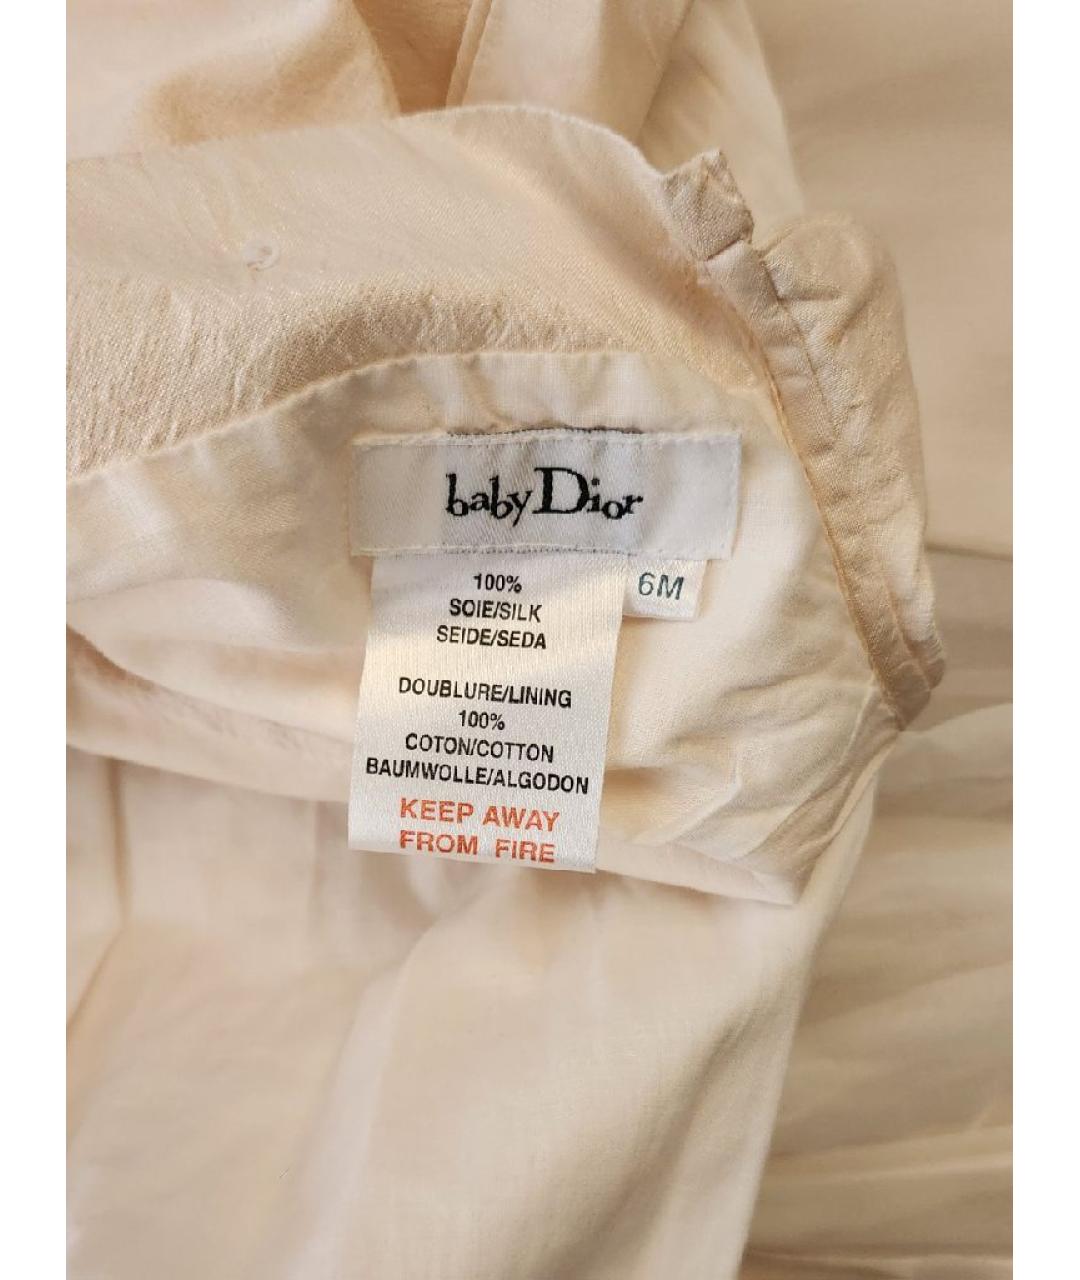 baby Dior
6M
100%
SOIE/SILK
SEIDE/SEDA
DOUBLURE/LINING
100%
COTON/COTTON
BAUMWOLLE/ALGODON
KEEP AWAY
FROM FIRE